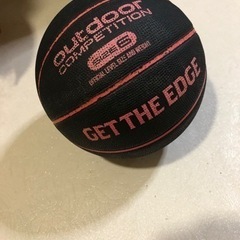 outdoor
COMPETITION
OFFICIAL LEVEL SIZE AND WEIGHT
GET THE EDGE